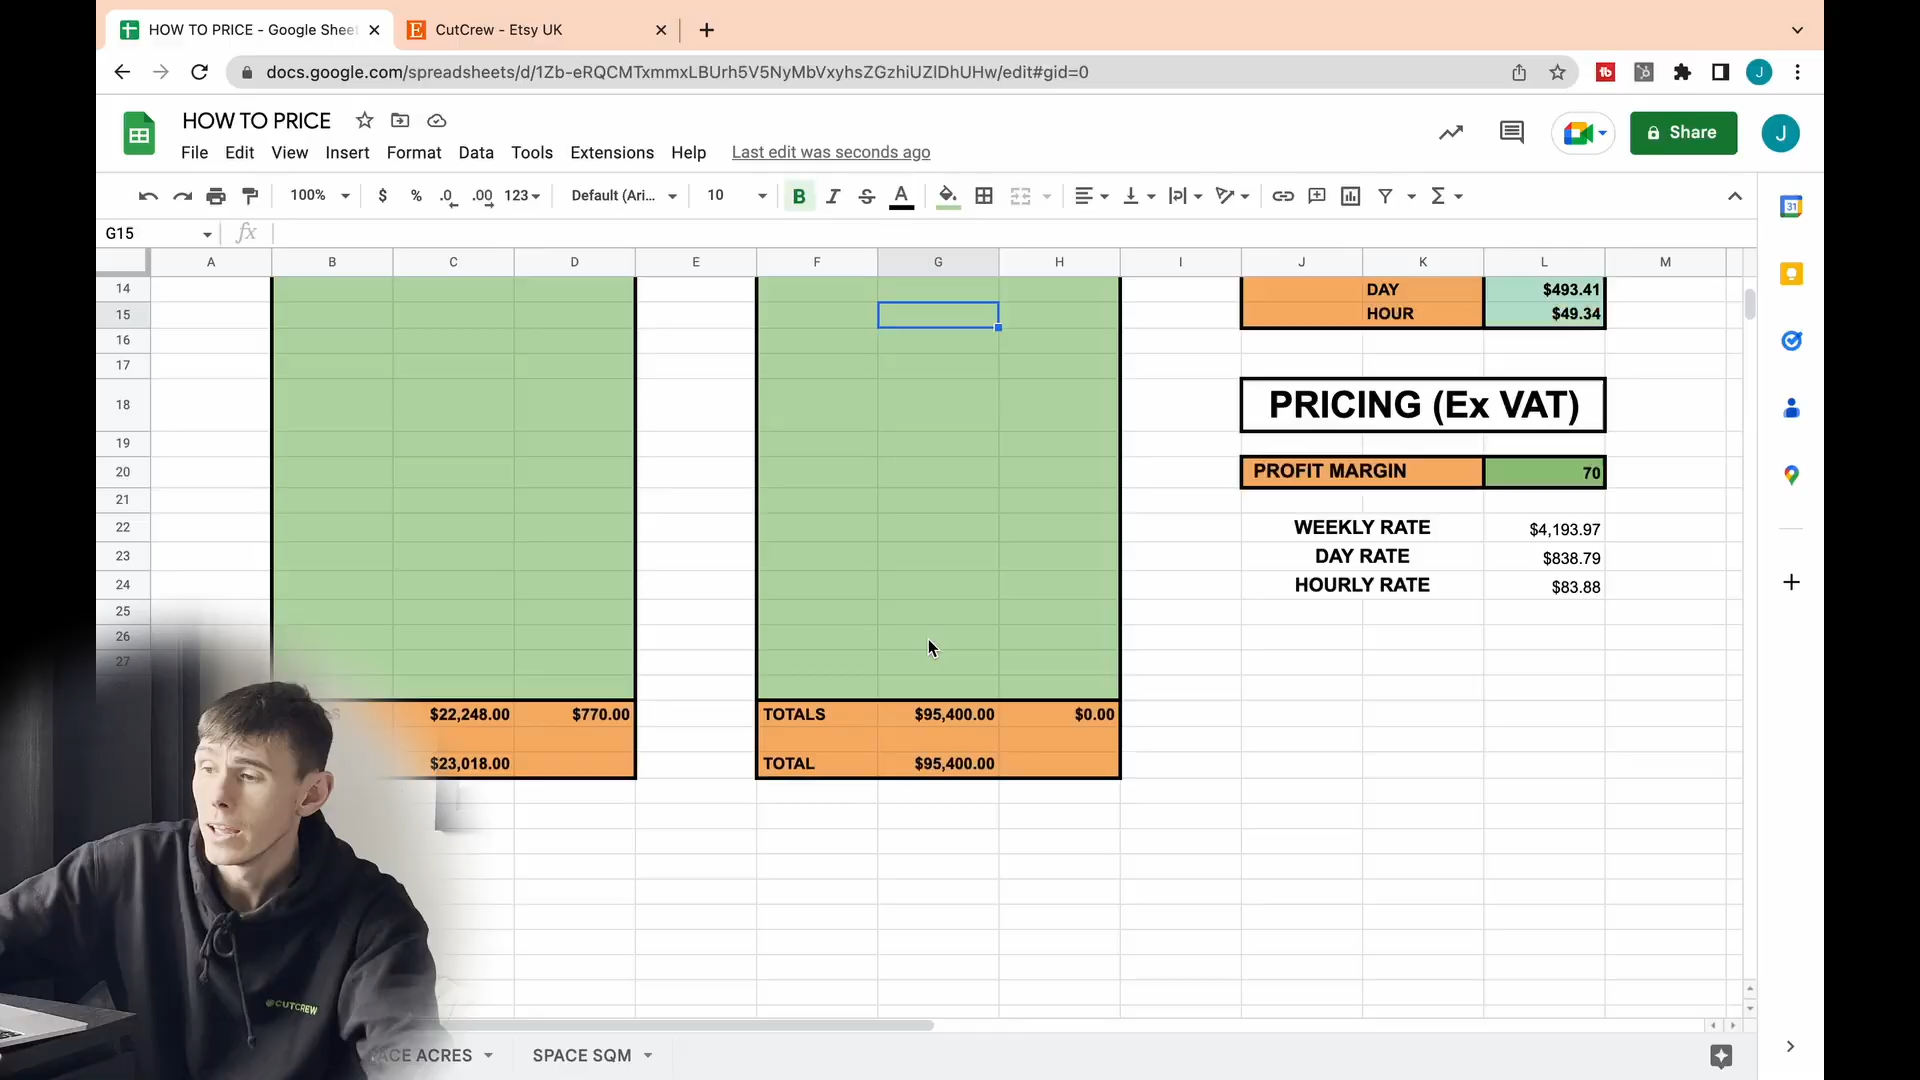 HOW TO PRICE - Google Sheet
CutCrew - Etsy UK
docs.google.com/spreadsheets/d/1Zb-eRQCMTxmmxLBUrh5V5NyMbVxyhsZGzhiUZIDhUHw/edit#gid=0
HOW TO PRICE
File Edit View Insert Format Data Tools Extensions Help Last edit was seconds ago
Share
J
J
100% $ % .0 .00 123 Default (Ari... 10 B I S A
31
G15 fx
A B C D E F G H I J K L M
14 DAY $493.41
15 HOUR $49.34
16
17
18 PRICING (Ex VAT)
19
20 PROFIT MARGIN 70
21
22 WEEKLY RATE $4,193.97
23 DAY RATE $838.79
24 HOURLY RATE $83.88
25
26
27
$22,248.00 $770.00 TOTALS $95,400.00 $0.00
$23,018.00 TOTAL $95,400.00
@CUTCREW
ACRES SPACE SQM